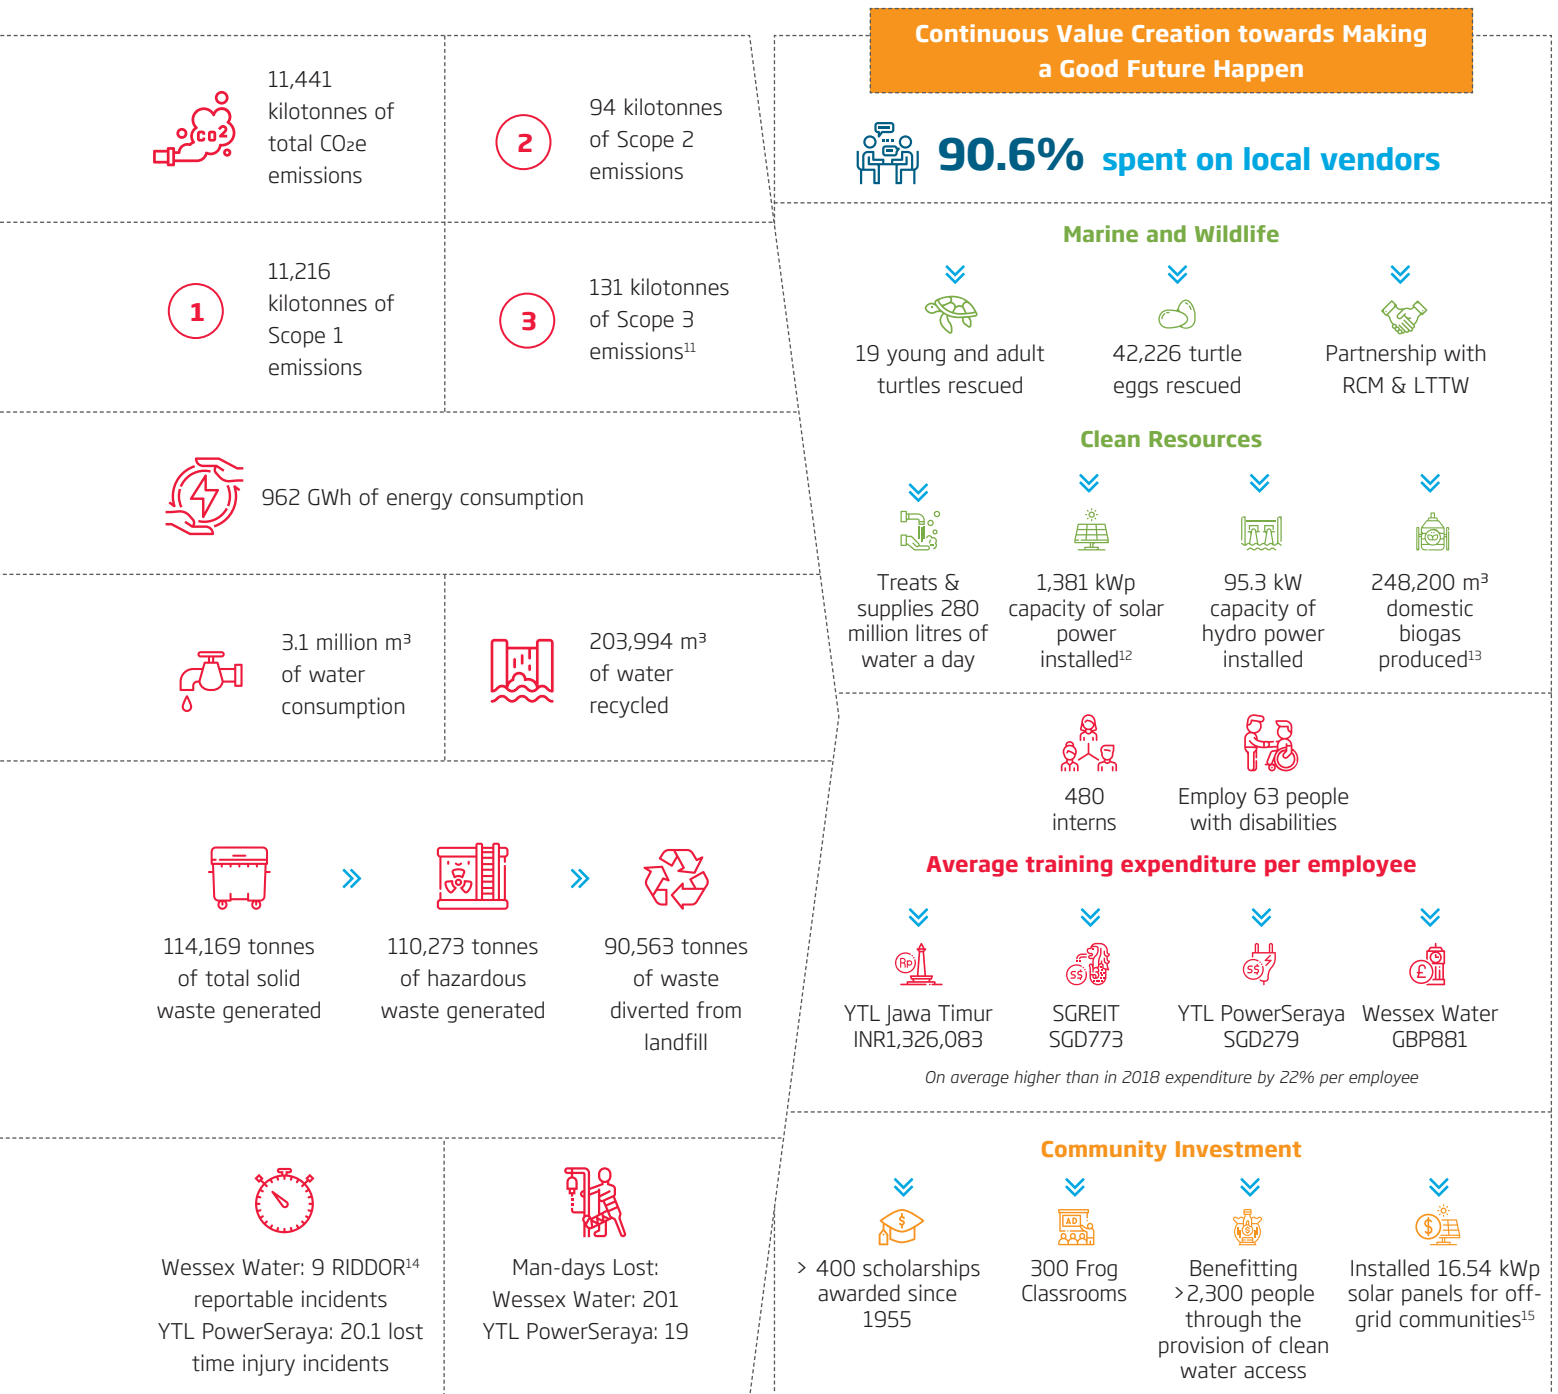 CO2
11,441
kilotonnes of
total CO₂e
emissions
2
94 kilotonnes
of Scope 2
emissions
1
11,216
kilotonnes of
Scope 1
emissions
3
131 kilotonnes
of Scope 3
emissions¹¹
962 GWh of energy consumption
3.1 million m³
of water
consumption
203,994 m³
of water
recycled
114,169 tonnes
of total solid
waste generated
110,273 tonnes
of hazardous
waste generated
90,563 tonnes
of waste
diverted from
landfill
Wessex Water: 9 RIDDOR¹⁴
reportable incidents
YTL PowerSeraya: 20.1 lost
time injury incidents
Man-days Lost:
Wessex Water: 201
YTL PowerSeraya: 19
Continuous Value Creation towards Making
a Good Future Happen
90.6% spent on local vendors
Marine and Wildlife
19 young and adult
turtles rescued
42,226 turtle
eggs rescued
Partnership with
RCM & LTTW
Clean Resources
Treats &
supplies 280
million litres of
water a day
1,381 kWp
capacity of solar
power
installed¹²
95.3 kW
capacity of
hydro power
installed
248,200 m³
domestic
biogas
produced¹³
480
interns
Employ 63 people
with disabilities
Average training expenditure per employee
Rp
YTL Jawa Timur
INR1,326,083
S$
SGREIT
SGD773
S$
YTL PowerSeraya
SGD279
£
Wessex Water
GBP881
On average higher than in 2018 expenditure by 22% per employee
Community Investment
$
> 400 scholarships
awarded since
1955
AD
300 Frog
Classrooms
$
Benefitting
>2,300 people
through the
provision of clean
water access
$
Installed 16.54 kWp
solar panels for off-
grid communities¹⁵